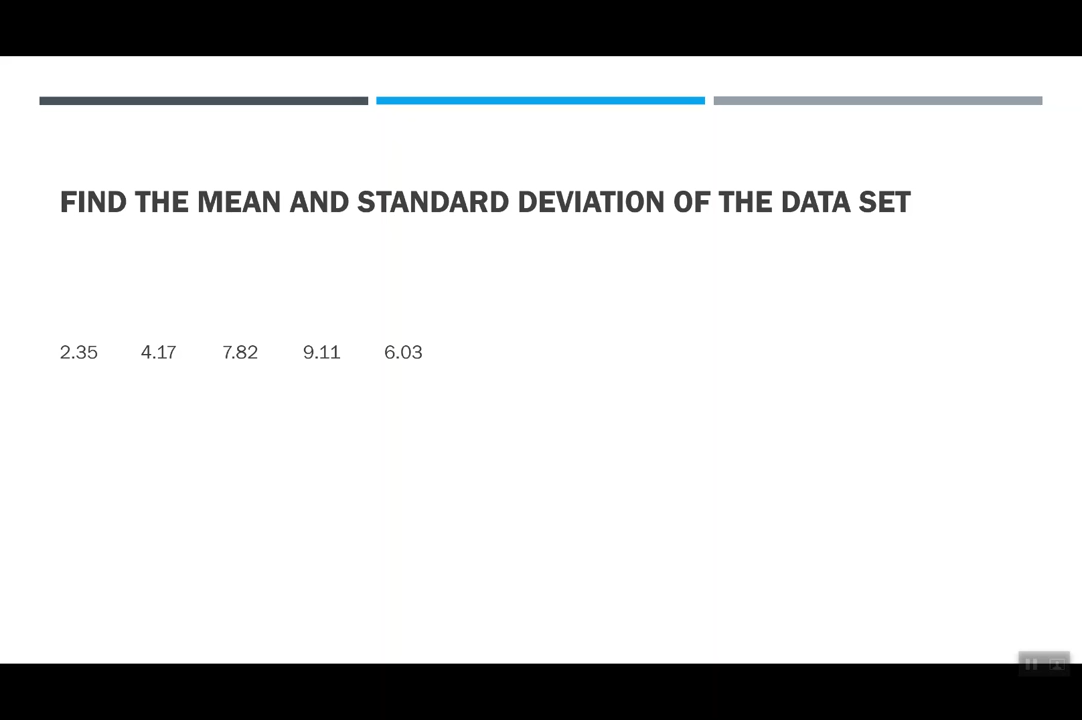 FIND THE MEAN AND STANDARD DEVIATION OF THE DATA SET
2.35 4.17 7.82 9.11 6.03